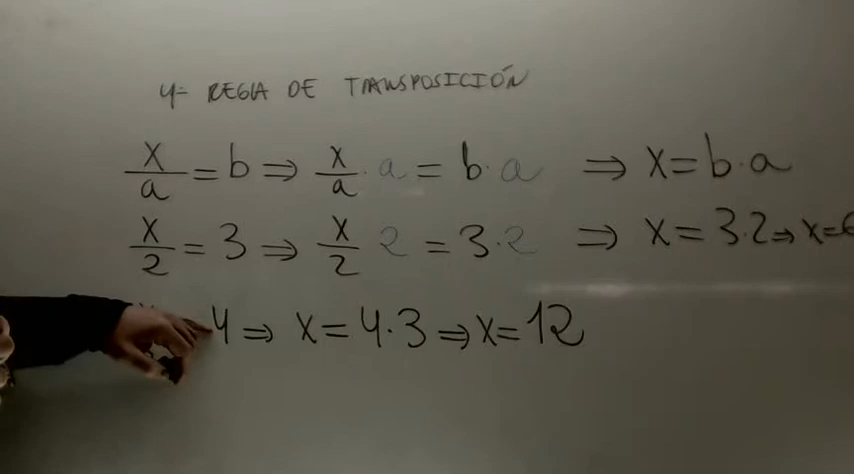 4= REGLA DE TRANSPOSICIÓN
x/a = b ⇒ x/a · a = b · a ⇒ x = b · a
x/2 = 3 ⇒ x/2 2 = 3 · 2 ⇒ x = 3 · 2 ⇒ x = 6
4 ⇒ x = 4 · 3 ⇒ x = 12